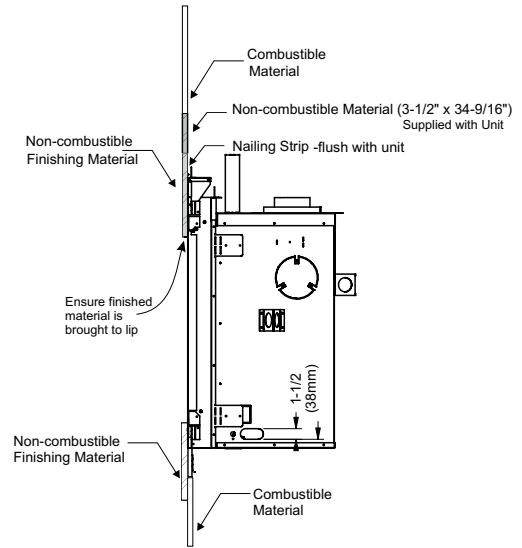 Combustible
Material
Non-combustible Material (3-1/2" x 34-9/16")
Supplied with Unit
Non-combustible
Finishing Material
Nailing Strip -flush with unit
Ensure finished
material is
brought to lip
1-1/2
(38mm)
Non-combustible
Finishing Material
Combustible
Material